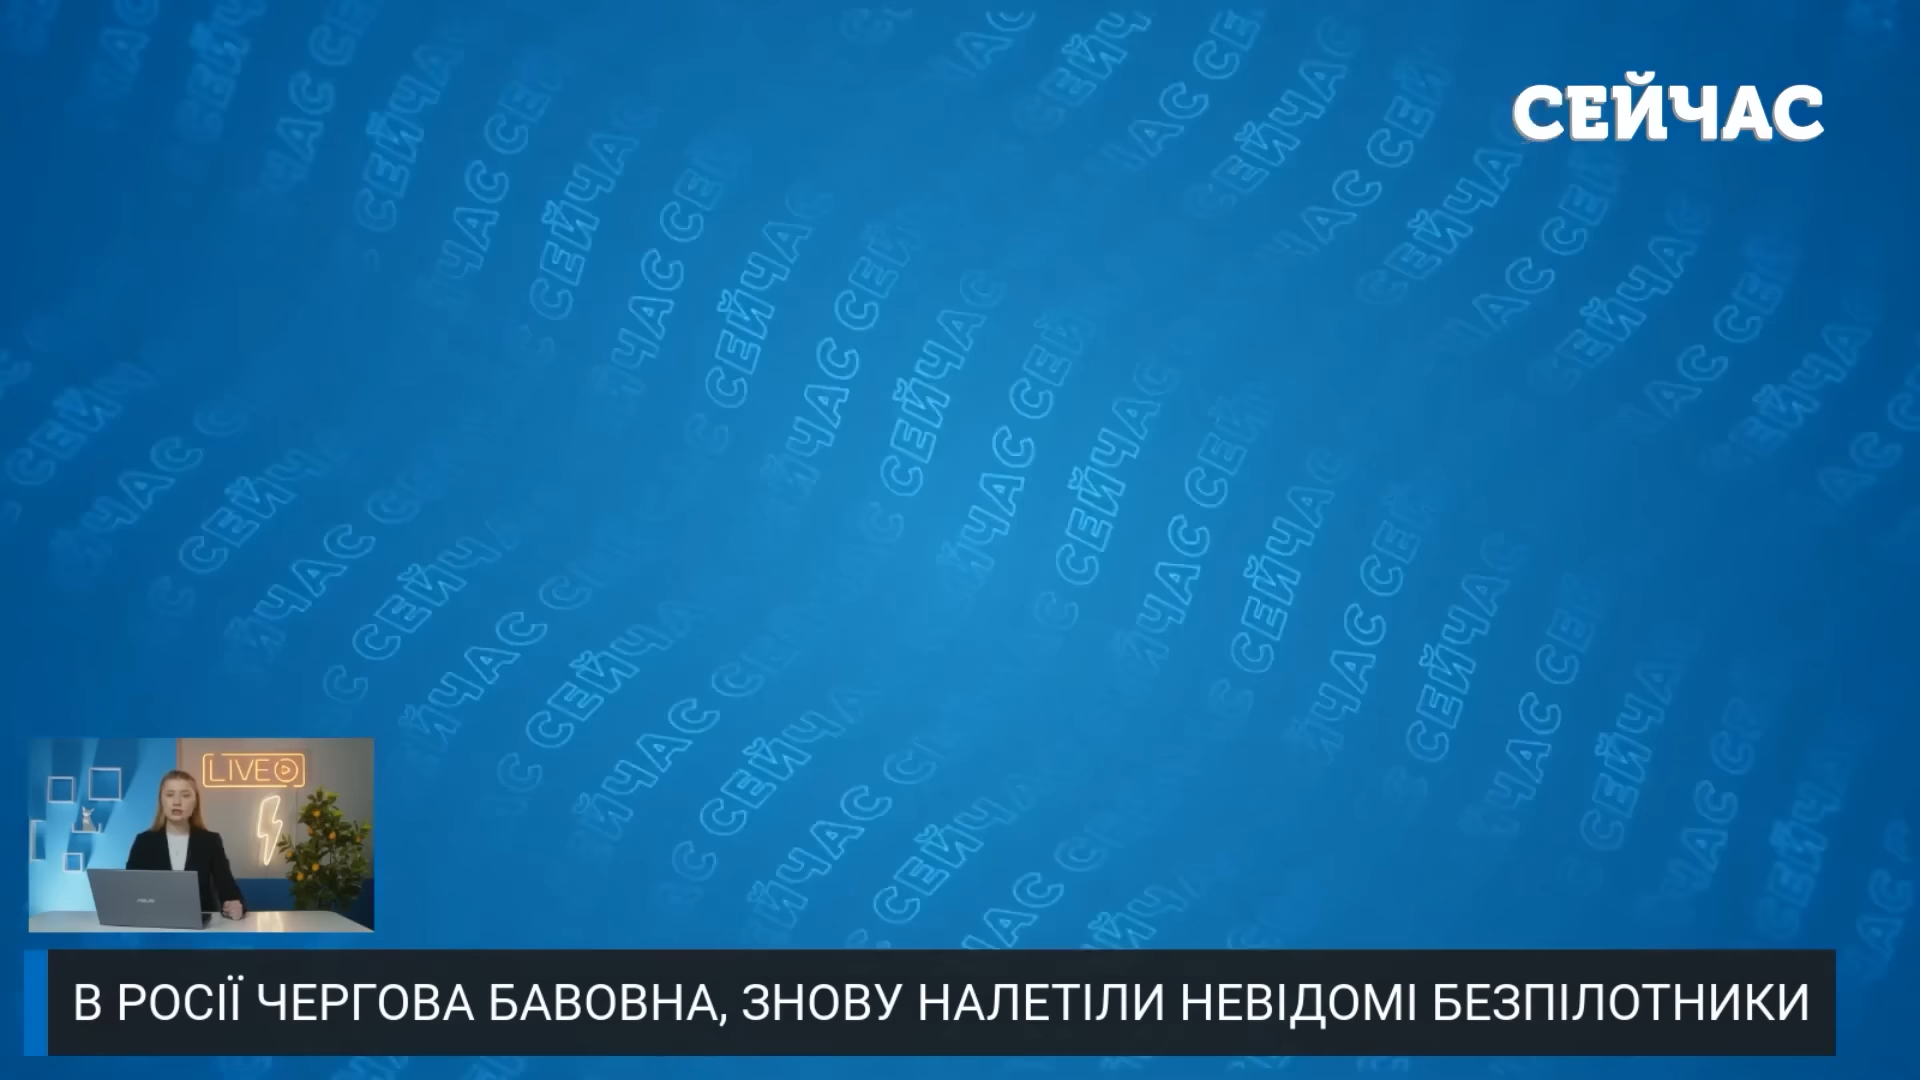 СЕЙЧАС
LIVE
В РОСІЇ ЧЕРГОВА БАВОВНА, ЗНОВУ НАЛЕТІЛИ НЕВІДОМІ БЕЗПІЛОТНИКИ